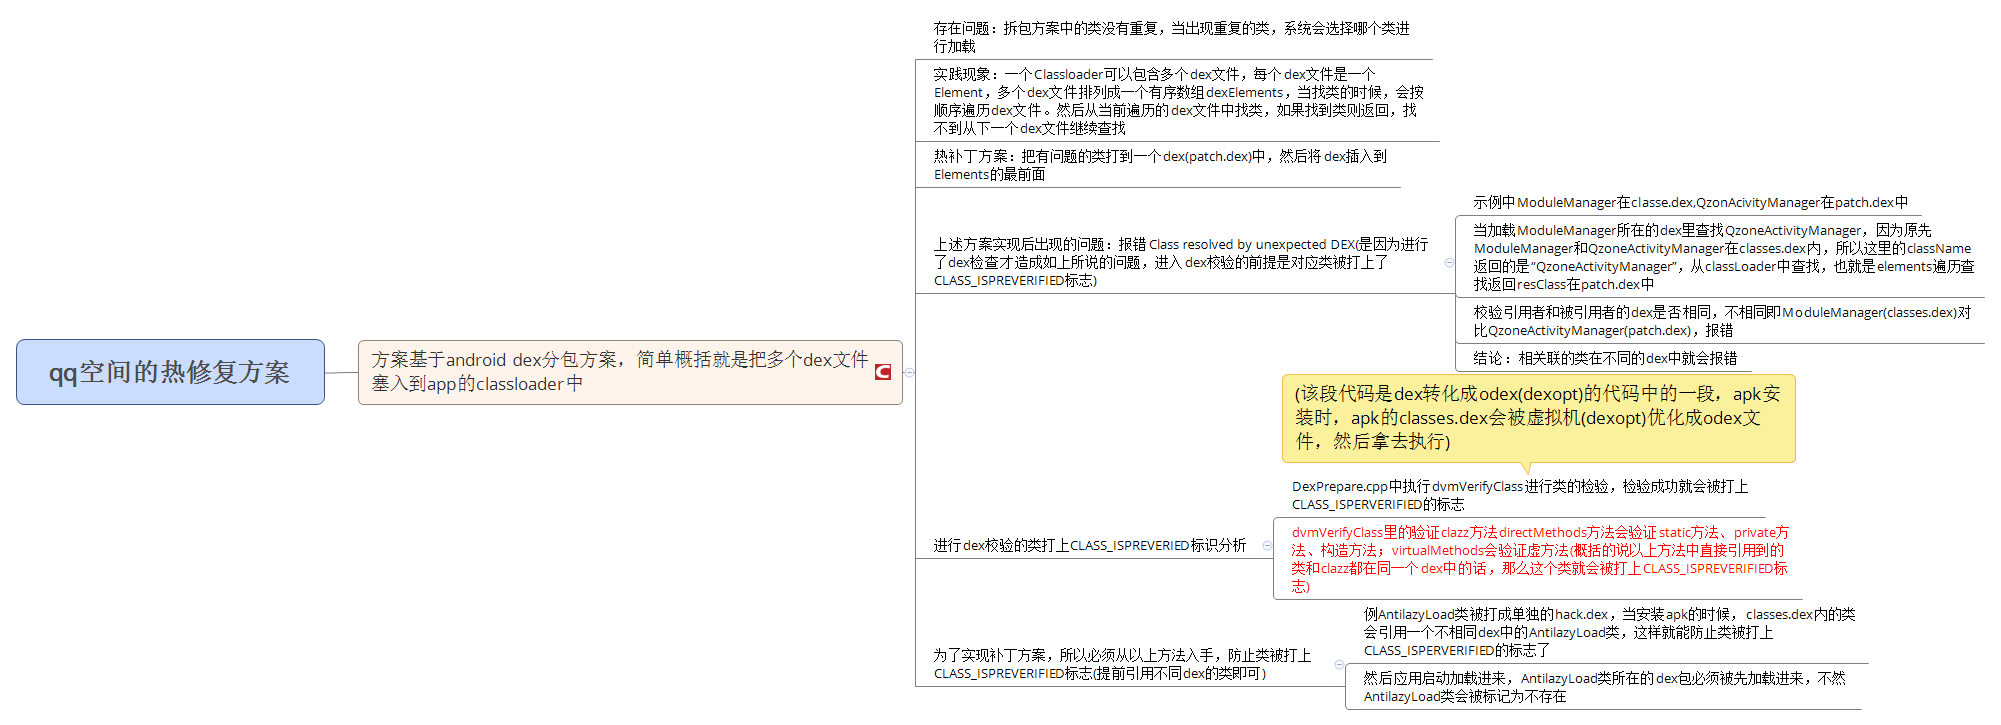 qq空间的热修复方案
方案基于android dex分包方案，简单概括就是把多个dex文件
塞入到app的classloader中
存在问题：拆包方案中的类没有重复，当出现重复的类，系统会选择哪个类进
行加载
实践现象：一个Classloader可以包含多个dex文件，每个dex文件是一个
Element，多个dex文件排列成一个有序数组dexElements，当找类的时候，会按
顺序遍历dex文件。然后从当前遍历的dex文件中找类，如果找到类则返回，找
不到从下一个dex文件继续查找
热补丁方案：把有问题的类打到一个dex(patch.dex)中，然后将dex插入到
Elements的最前面
上述方案实现后出现的问题：报错Class resolved by unexpected DEX(是因为进行
了dex检查才造成如上所说的问题，进入dex校验的前提是对应类被打上了
CLASS_ISPREVERIFIED标志)
示例中ModuleManager在classe.dex,QzonAcivityManager在patch.dex中
当加载ModuleManager所在的dex里查找QzoneActivityManager，因为原先
ModuleManager和QzoneActivityManager在classes.dex内，所以这里的className
返回的是“QzoneActivityManager”，从classLoader中查找，也就是elements遍历查
找返回resClass在patch.dex中
校验引用者和被引用者的dex是否相同，不相同即ModuleManager(classes.dex)对
比QzoneActivityManager(patch.dex)，报错
结论：相关联的类在不同的dex中就会报错
(该段代码是dex转化成odex(dexopt)的代码中的一段，apk安
装时，apk的classes.dex会被虚拟机(dexopt)优化成odex文
件，然后拿去执行)
进行dex校验的类打上CLASS_ISPREVERIED标识分析
DexPrepare.cpp中执行dvmVerifyClass进行类的检验，检验成功就会被打上
CLASS_ISPERVERIFIED的标志
dvmVerifyClass里的验证clazz方法directMethods方法会验证static方法、private方
法、构造方法；virtualMethods会验证虚方法(概括的说以上方法中直接引用到的
类和clazz都在同一个dex中的话，那么这个类就会被打上CLASS_ISPREVERIFIED标
志)
为了实现补丁方案，所以必须从以上方法入手，防止类被打上
CLASS_ISPREVERIFIED标志(提前引用不同dex的类即可)
例AntilazyLoad类被打成单独的hack.dex，当安装apk的时候，classes.dex内的类
会引用一个不相同dex中的AntilazyLoad类，这样就能防止类被打上
CLASS_ISPERVERIFIED的标志了
然后应用启动加载进来，AntilazyLoad类所在的dex包必须被先加载进来，不然
AntilazyLoad类会被标记为不存在